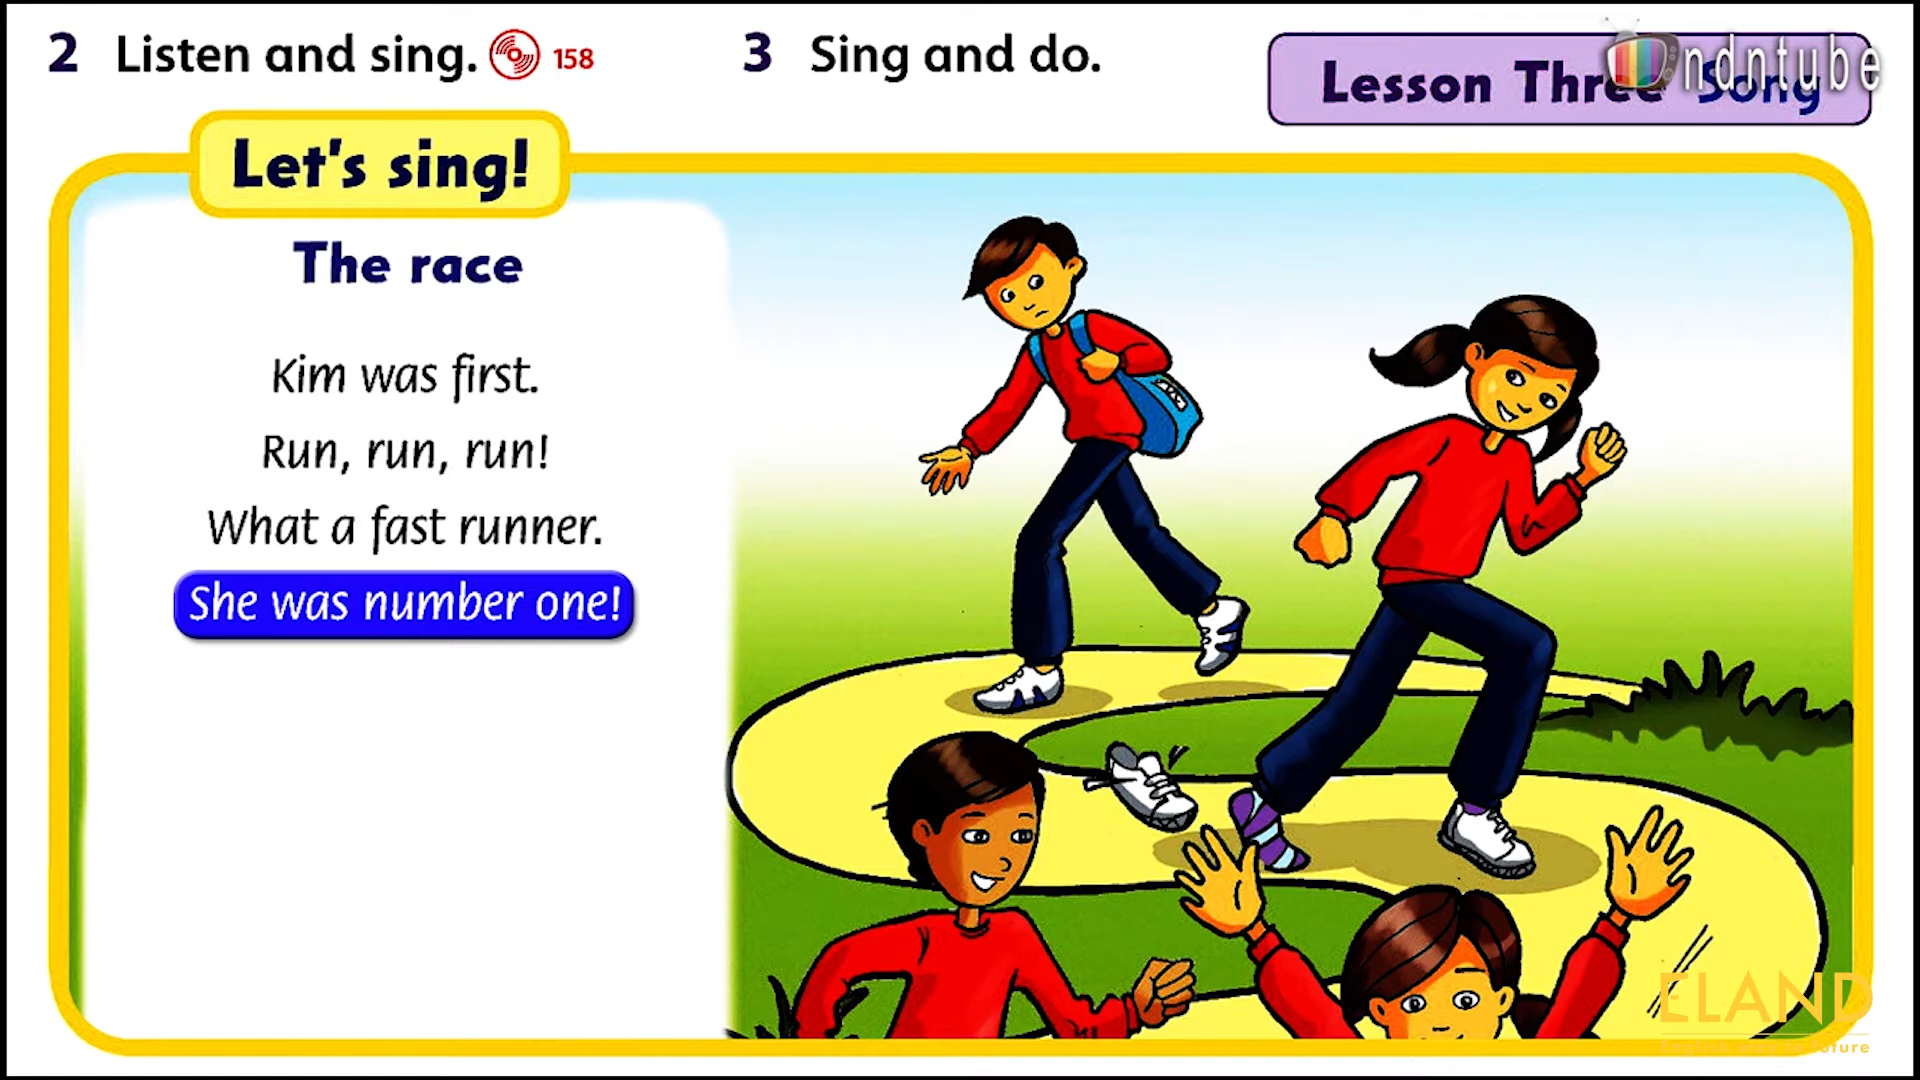 2 Listen and sing. 158
3 Sing and do.
Lesson Three Song
ndntube
Let's sing!
The race
Kim was first.
Run, run, run!
What a fast runner.
She was number one!
ELAND
future